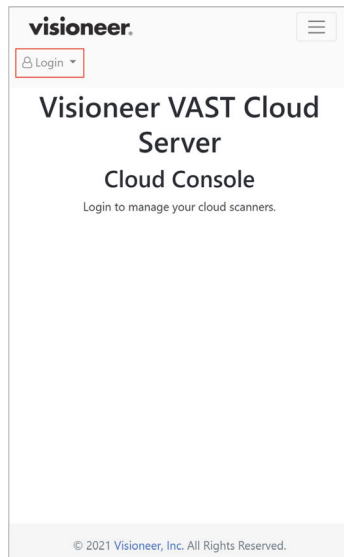 visioneer.
Login
Visioneer VAST Cloud
Server
Cloud Console
Login to manage your cloud scanners.
© 2021 Visioneer, Inc. All Rights Reserved.